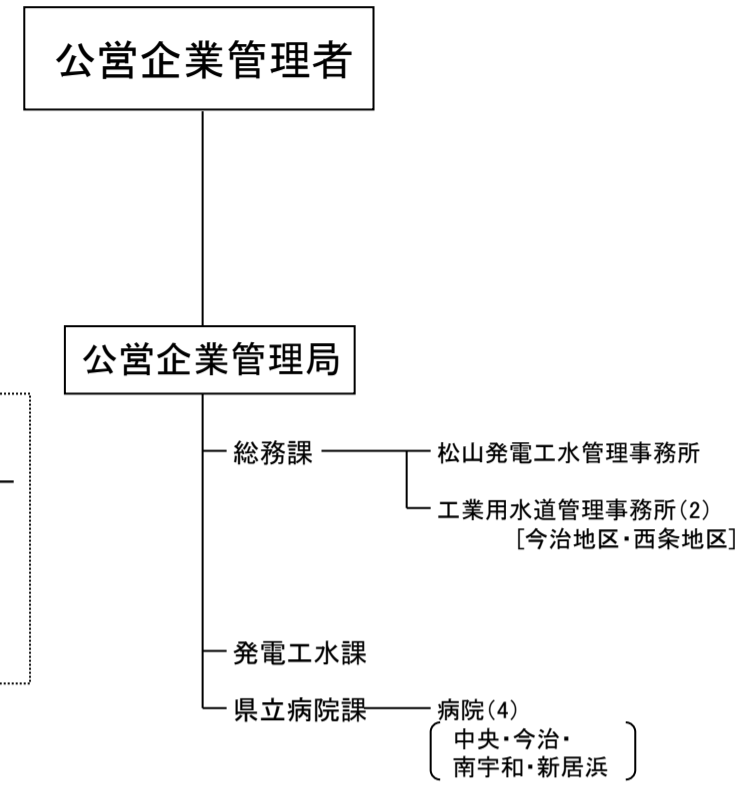 公営企業管理者
公営企業管理局
総務課
松山発電工水管理事務所
工業用水道管理事務所(2)
[今治地区・西条地区]
発電工水課
県立病院課
病院(4)
中央・今治・
南宇和・新居浜